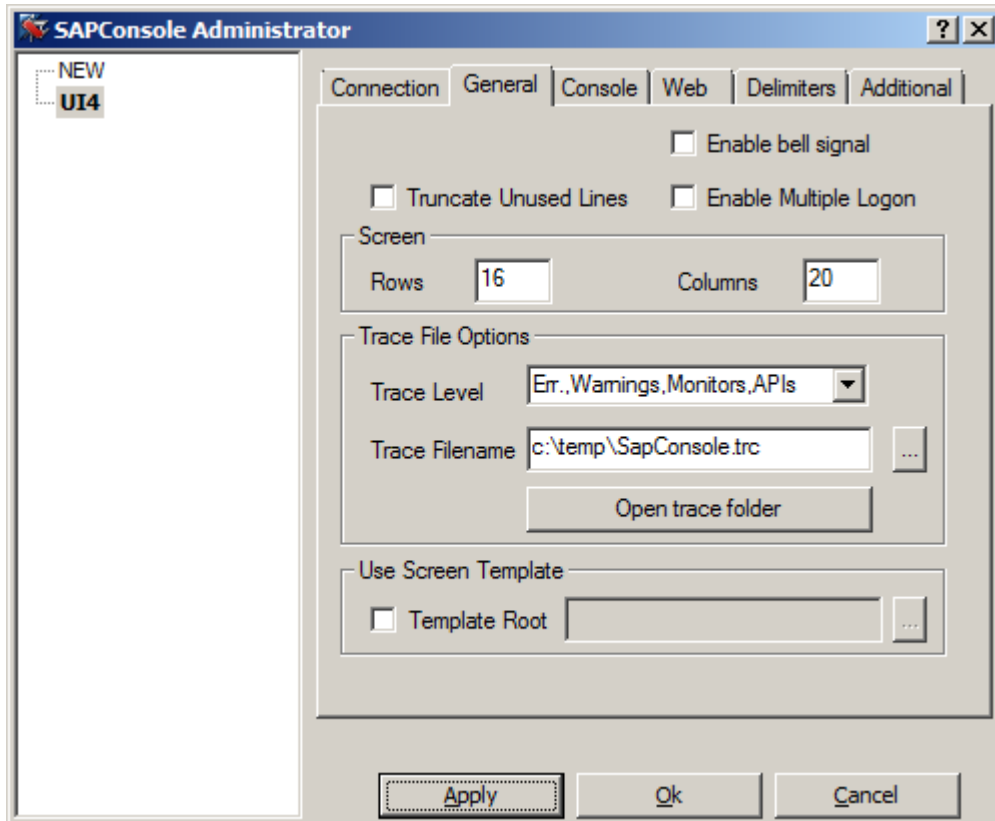 SAPConsole Administrator
NEW
UI4
Connection General Console Web Delimiters Additional
Enable bell signal
Truncate Unused Lines Enable Multiple Logon
Screen
Rows 16 Columns 20
Trace File Options
Trace Level Err.,Warnings,Monitors,APIs
Trace Filename c:\temp\SapConsole.trc ...
Open trace folder
Use Screen Template
Template Root ...
Apply Ok Cancel